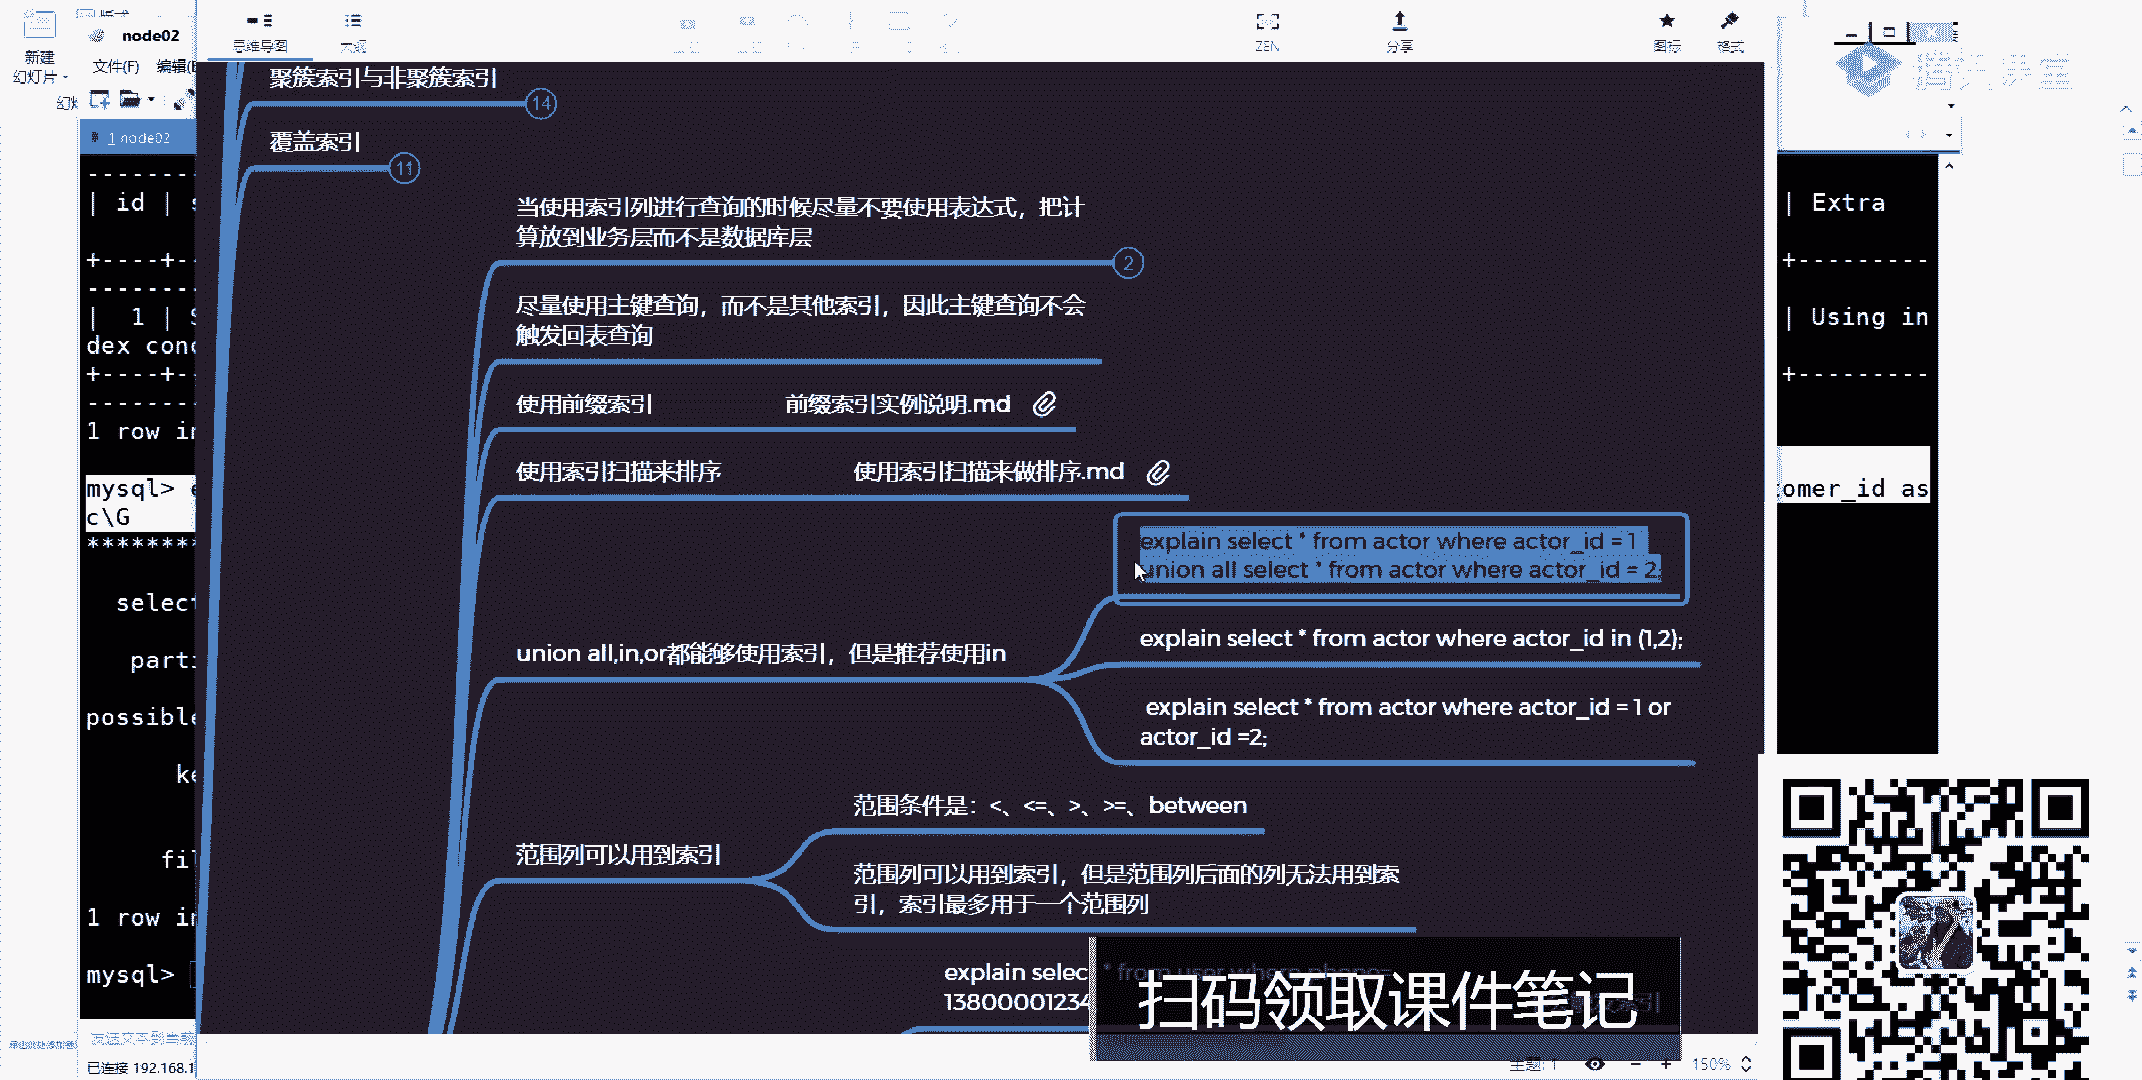 新建
幻灯片
node02
文件(F)
编辑(E
1 node02
思维导图
大纲
ZEN
分享
图标
格式
腾讯课堂
聚簇索引与非聚簇索引
14
覆盖索引
11
当使用索引列进行查询的时候尽量不要使用表达式，把计
算放到业务层而不是数据库层
2
尽量使用主键查询，而不是其他索引，因此主键查询不会
触发回表查询
使用前缀索引
前缀索引实例说明.md
使用索引扫描来排序
使用索引扫描来做排序.md
union all,in,or都能够使用索引，但是推荐使用in
explain select * from actor where actor_id = 1
union all select * from actor where actor_id = 2;
explain select * from actor where actor_id in (1,2);
explain select * from actor where actor_id = 1 or
actor_id =2;
范围列可以用到索引
范围条件是：<、<=、>、>=、between
范围列可以用到索引，但是范围列后面的列无法用到索
引，索引最多用于一个范围列
explain selec * from user where phone=
13800001234
扫码领取课件笔记
--------
| id | s
+----+--
--------
|  1 | S
dex cond
+----+--
--------
1 row in
mysql> e
c\G
********
select
parti
possible
ke
fil
1 row in
mysql>
| Extra
+---------
| Using in
+---------
omer_id as
已连接 192.168.1
主题: 1
150%